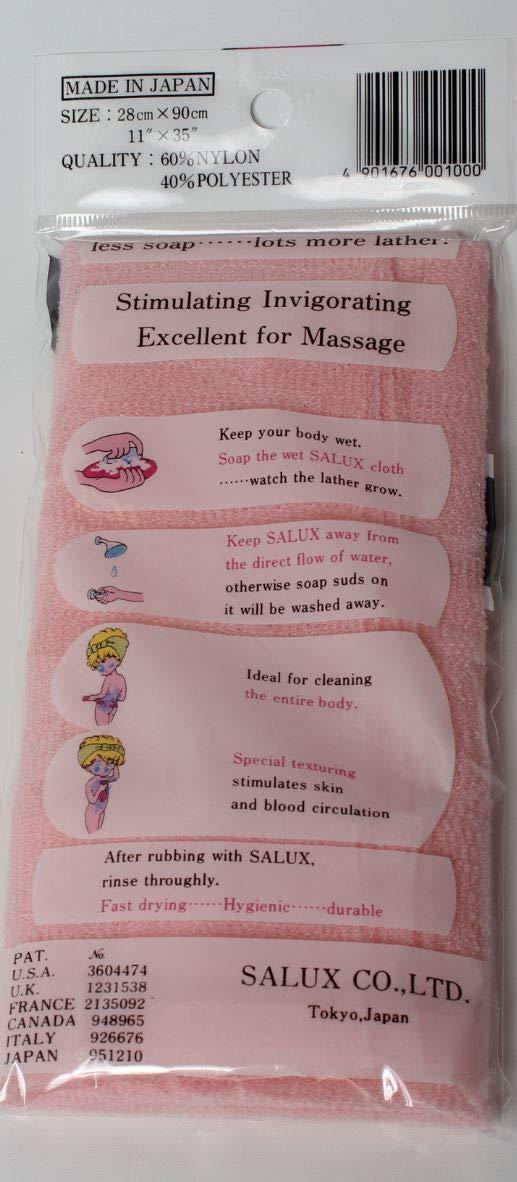 MADE IN JAPAN
SIZE : 28cm×90cm
11″×35″
QUALITY : 60%NYLON
40%POLYESTER
4 901676 001000
less soap······lots more lather.
Stimulating Invigorating
Excellent for Massage
Keep your body wet.
Soap the wet SALUX cloth
······watch the lather grow.
Keep SALUX away from
the direct flow of water,
otherwise soap suds on
it will be washed away.
Ideal for cleaning
the entire body.
Special texturing
stimulates skin
and blood circulation
After rubbing with SALUX,
rinse throughly.
Fast drying······Hygienic······durable
PAT. No.
U.S.A. 3604474
U.K. 1231538
FRANCE 2135092
CANADA 948965
ITALY 926676
JAPAN 951210
SALUX CO.,LTD.
Tokyo,Japan